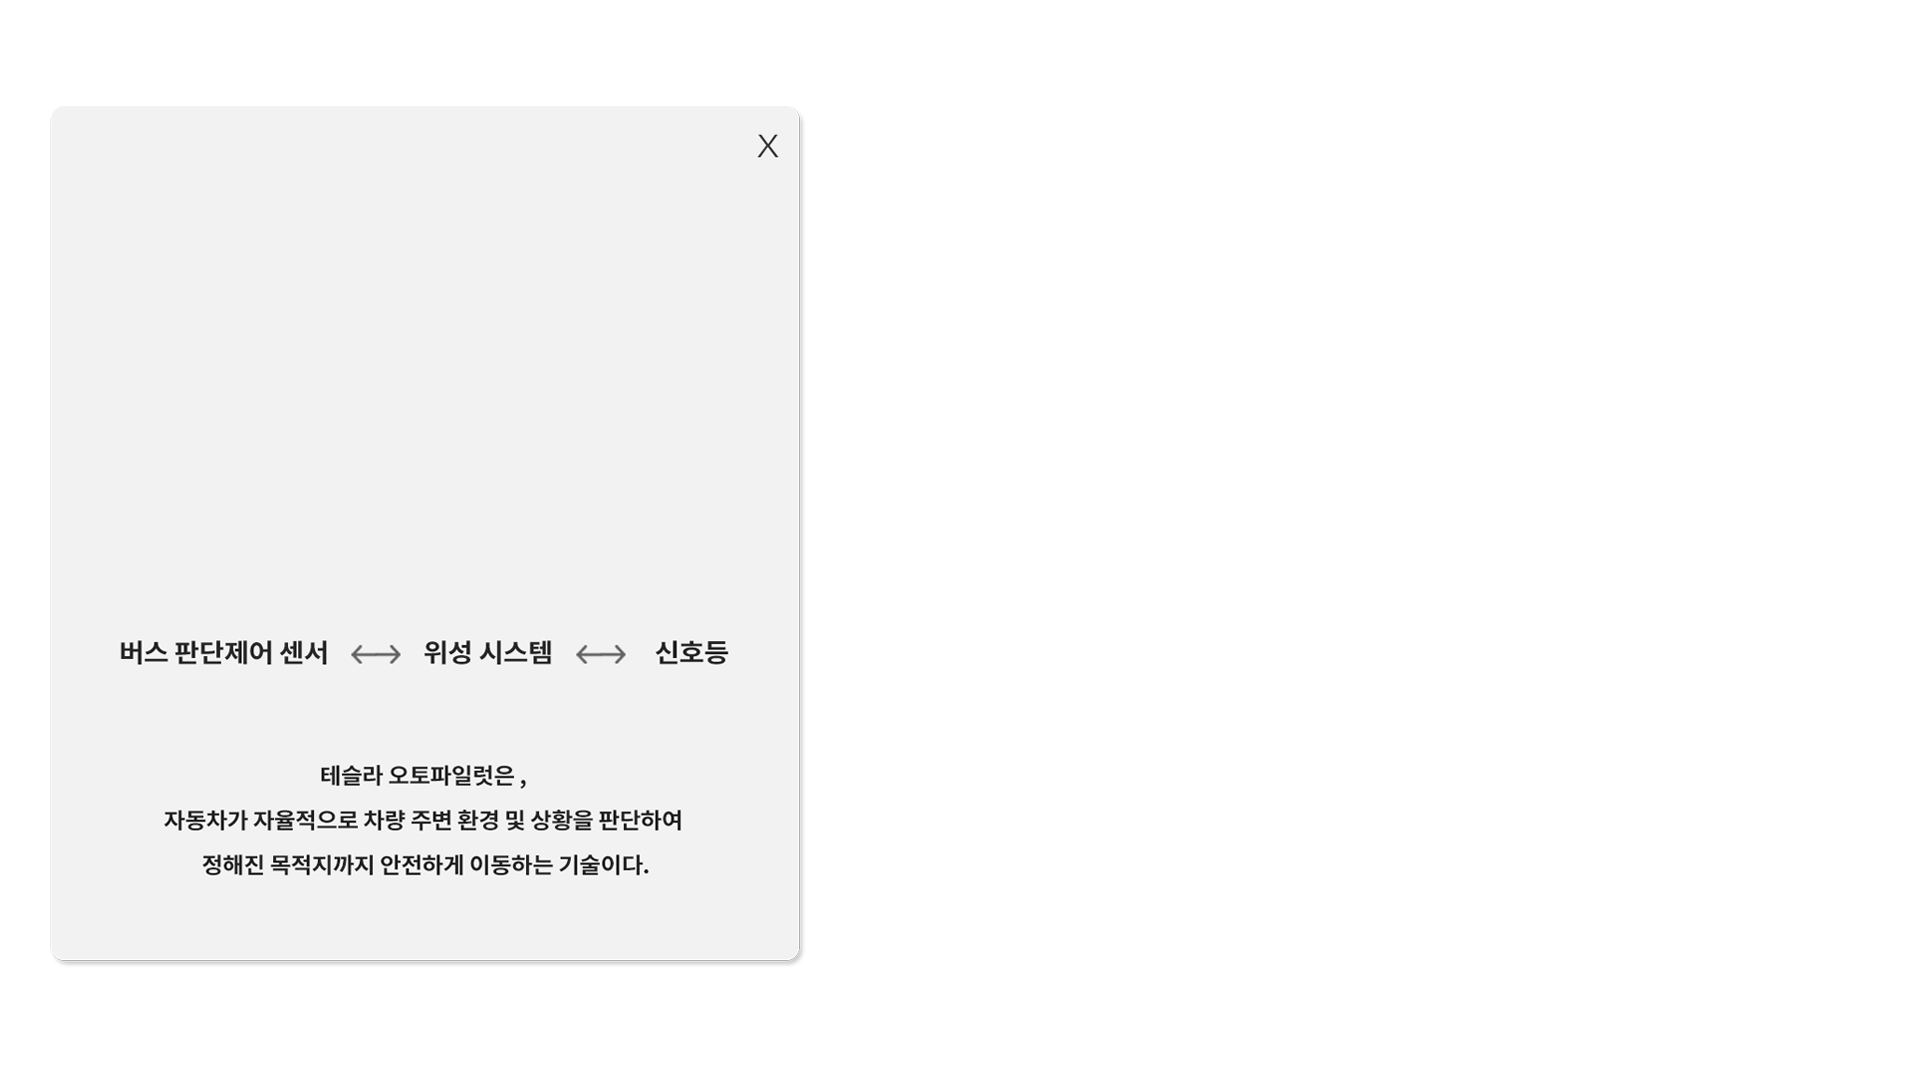 X
버스 판단제어 센서 ⟷ 위성 시스템 ⟷ 신호등
테슬라 오토파일럿은 ,
자동차가 자율적으로 차량 주변 환경 및 상황을 판단하여
정해진 목적지까지 안전하게 이동하는 기술이다.